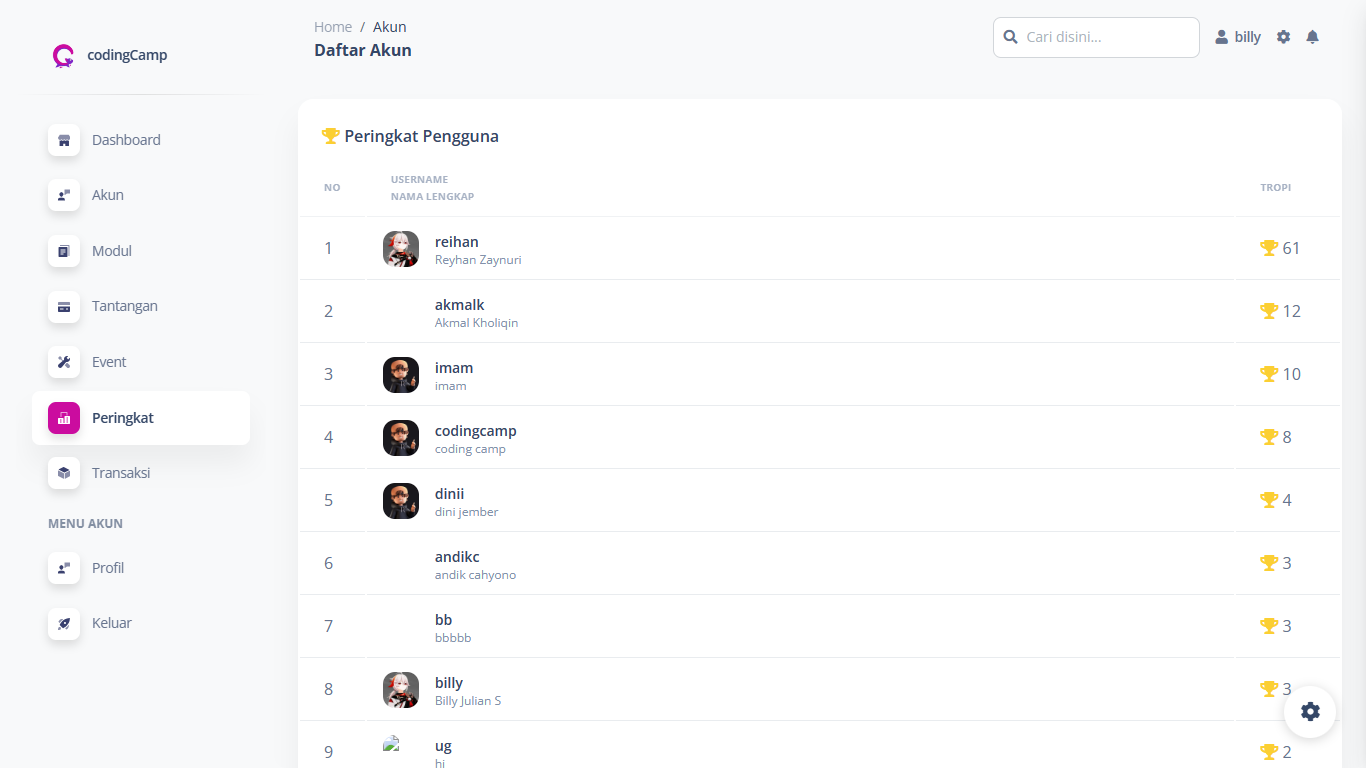 codingCamp
Dashboard
Akun
Modul
Tantangan
Event
Peringkat
Transaksi
MENU AKUN
Profil
Keluar
Home / Akun
Daftar Akun
Cari disini...
billy
Peringkat Pengguna
NO
USERNAME
NAMA LENGKAP
TROPI
1
reihan
Reyhan Zaynuri
61
2
akmalk
Akmal Kholiqin
12
3
imam
imam
10
4
codingcamp
coding camp
8
5
dinii
dini jember
4
6
andikc
andik cahyono
3
7
bb
bbbbb
3
8
billy
Billy Julian S
3
9
ug
hi
2